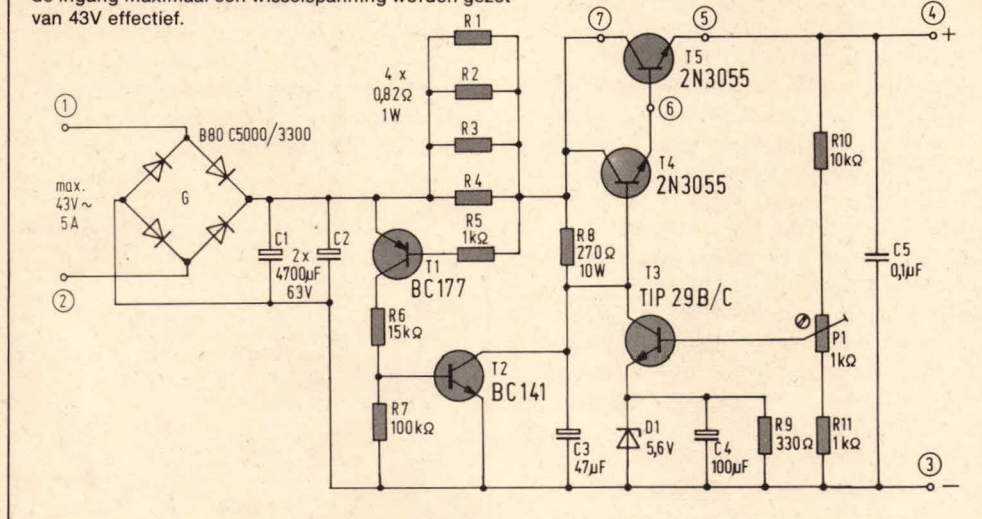 de ingang maximaal een wisselspanning worden gezet
van 43V effectief.
R1
4 x
0,82Ω
1W
R2
R3
R4
R5
1kΩ
1
B80 C5000/3300
max.
43V~
5A
G
2
C1
2x
4700µF
63V
C2
T1
BC177
R6
15kΩ
T2
BC141
R7
100kΩ
7
5
4
+
T5
2N3055
6
T4
2N3055
R8
270Ω
10W
T3
TIP 29B/C
R10
10kΩ
P1
1kΩ
C5
0,1µF
C3
47µF
D1
5,6V
C4
100µF
R9
330Ω
R11
1kΩ
3
−